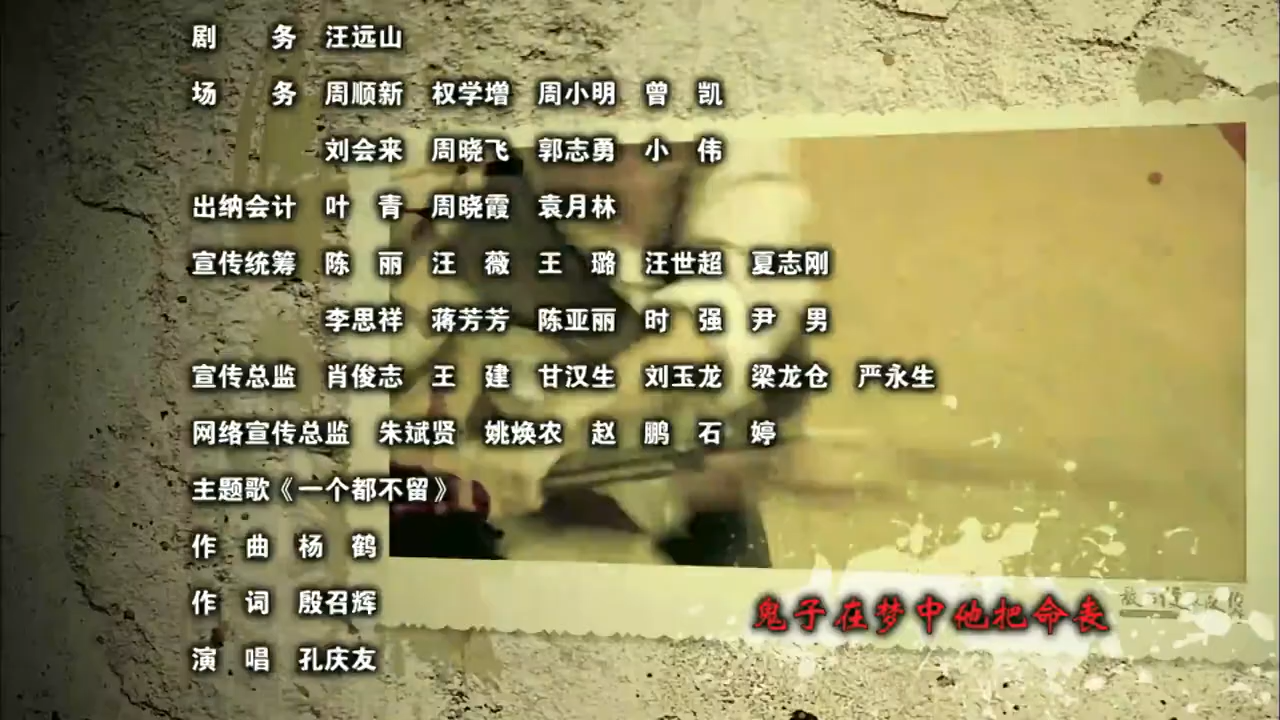 剧 务 汪远山
场 务 周顺新 权学增 周小明 曾 凯
刘会来 周晓飞 郭志勇 小 伟
出纳会计 叶 青 周晓霞 袁月林
宣传统筹 陈 丽 汪 薇 王 璐 汪世超 夏志刚
李思祥 蒋芳芳 陈亚丽 时 强 尹 男
宣传总监 肖俊志 王 建 甘汉生 刘玉龙 梁龙仓 严永生
网络宣传总监 朱斌贤 姚焕农 赵 鹏 石 婷
主题歌《一个都不留》
作 曲 杨 鹤
作 词 殷召辉
演 唱 孔庆友
鬼子在梦中他把命丧